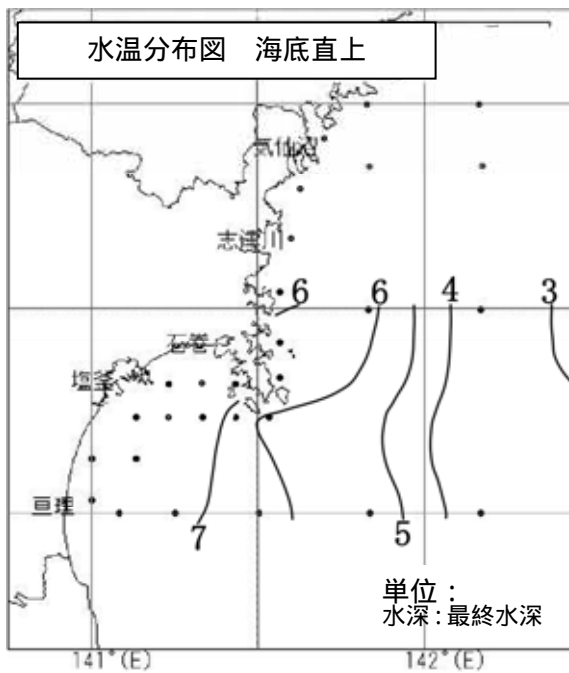 水温分布図　海底直上
気仙沼
志津川
6 6 4 3
石巻
塩釜
亘理
7 5
単位：
水深：最終水深
141°(E) 142°(E)